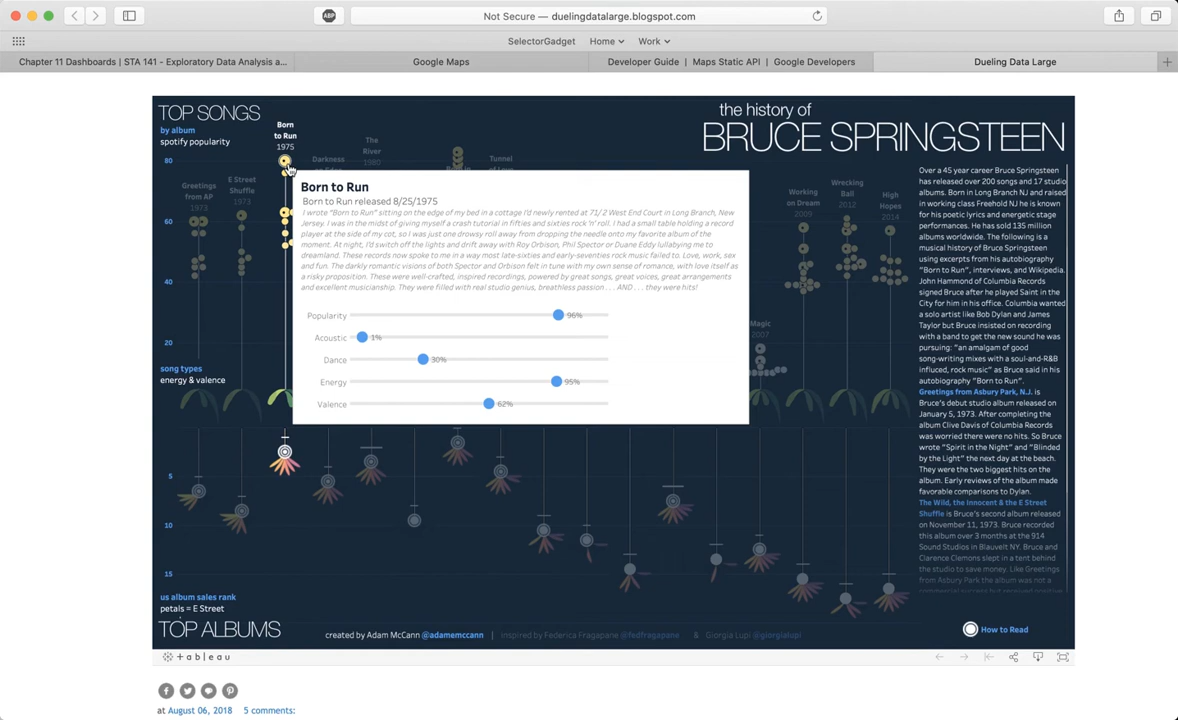 Not Secure — duelingdatalarge.blogspot.com
ABP
SelectorGadget Home Work
Chapter 11 Dashboards | STA 141 - Exploratory Data Analysis a...
Google Maps
Developer Guide | Maps Static API | Google Developers
Dueling Data Large
TOP SONGS
by album
spotify popularity
80
60
40
20
Greetings
from AP
1973
E Street
Shuffle
1973
Born
to Run
1975
Darkness
The
River
1980
Tunnel
Magic
2007
Working
on Dream
2009
Wrecking
Ball
2012
High
Hopes
2014
Born to Run
Born to Run released 8/25/1975
I wrote "Born to Run" sitting on the edge of my bed in a cottage I'd newly rented at 71/2 West End Court in Long Branch, New
Jersey. I was in the midst of giving myself a crash tutorial in fifties and sixties rock 'n' roll. I had a small table holding a record
player at the side of my cot, so I was just one drowsy roll away from dropping the needle onto my favorite album of the
moment. At night, I'd switch off the lights and drift away with Roy Orbison, Phil Spector or Duane Eddy lullabying me to
dreamland. These records now spoke to me in a way most late-sixties and early-seventies rock music failed to. Love, work, sex
and fun. The darkly romantic visions of both Spector and Orbison felt in tune with my own sense of romance, with love itself as
a risky proposition. These were well-crafted, inspired recordings, powered by great songs, great voices, great arrangements
and excellent musicianship. They were filled with real studio genius, breathless passion . . . AND . . . they were hits!
Popularity 96%
Acoustic 1%
Dance 30%
Energy 95%
Valence 62%
song types
energy & valence
5
10
15
us album sales rank
petals = E Street
TOP ALBUMS
the history of
BRUCE SPRINGSTEEN
Over a 45 year career Bruce Springsteen
has released over 200 songs and 17 studio
albums. Born in Long Branch NJ and raised
in working class Freehold NJ he is known
for his poetic lyrics and energetic stage
performances. He has sold 135 million
albums worldwide. The following is a
musical history of Bruce Springsteen
using excerpts from his autobiography
"Born to Run", interviews, and Wikipedia.
John Hammond of Columbia Records
signed Bruce after he played Saint in the
City for him in his office. Columbia wanted
a solo artist like Bob Dylan and James
Taylor but Bruce insisted on recording
with a band to get the new sound he was
pursuing: "an amalgam of good
song-writing mixes with a soul-and-R&B
influced, rock music" as Bruce said in his
autobiography "Born to Run".
Greetings from Asbury Park, N.J. is
Bruce's debut studio album released on
January 5, 1973. After completing the
album Clive Davis of Columbia Records
was worried there were no hits. So Bruce
wrote "Spirit in the Night" and "Blinded
by the Light" the next day at the beach.
They were the two biggest hits on the
album. Early reviews of the album made
favorable comparisons to Dylan.
The Wild, the Innocent & the E Street
Shuffle is Bruce's second album released
on November 11, 1973. Bruce recorded
this album over 3 months at the 914
Sound Studios in Blauvelt NY. Bruce and
Clarence Clemons slept in a tent behind
the studio to save money. Like Greetings
from Asbury Park the album was not a
created by Adam McCann @adamemccann | inspired by Federica Fragapane @fedfragapane & Giorgia Lupi @giorgialupi
How to Read
+ a b l e a u
at August 06, 2018 5 comments: